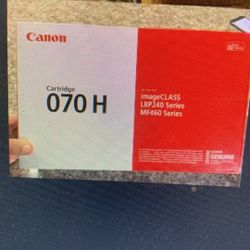 Canon
Cartridge
070 H
imageCLASS
LBP240 Series
MF460 Series
GENUINE